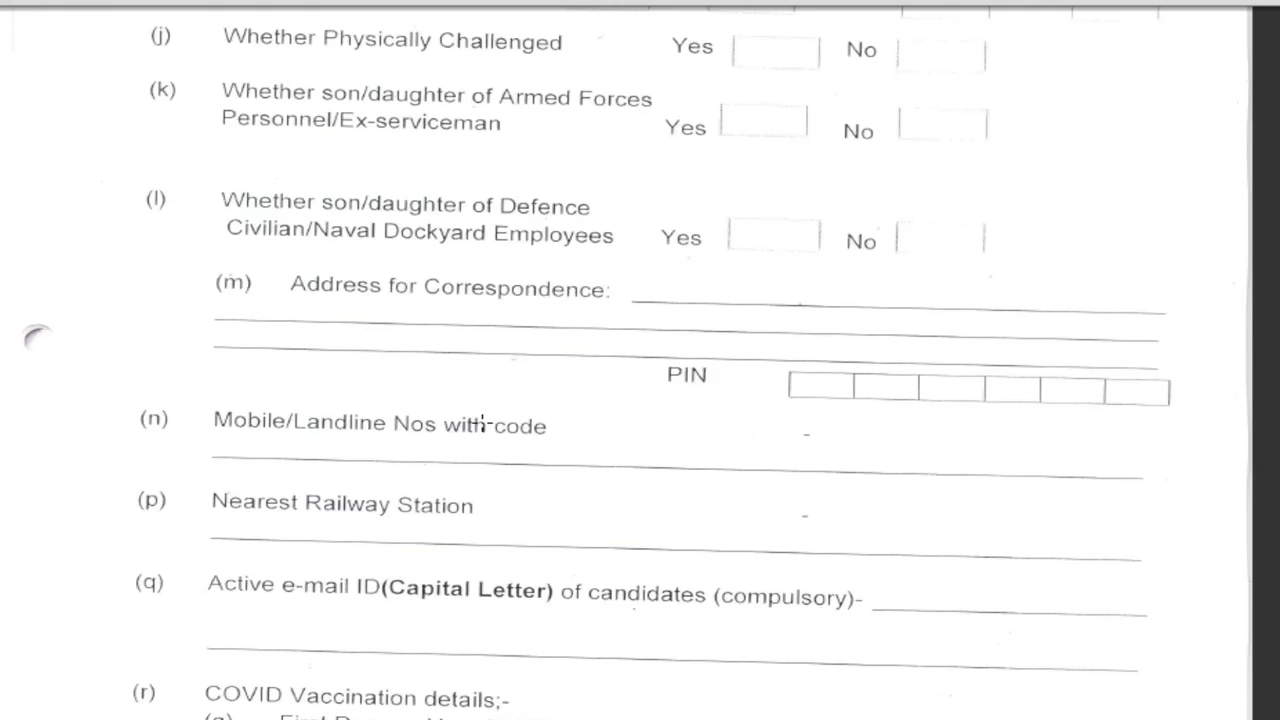 (j) Whether Physically Challenged Yes No
(k) Whether son/daughter of Armed Forces
Personnel/Ex-serviceman Yes No
(l) Whether son/daughter of Defence
Civilian/Naval Dockyard Employees Yes No
(m) Address for Correspondence:
PIN
(n) Mobile/Landline Nos with code -
(p) Nearest Railway Station -
(q) Active e-mail ID(Capital Letter) of candidates (compulsory)-
(r) COVID Vaccination details;-